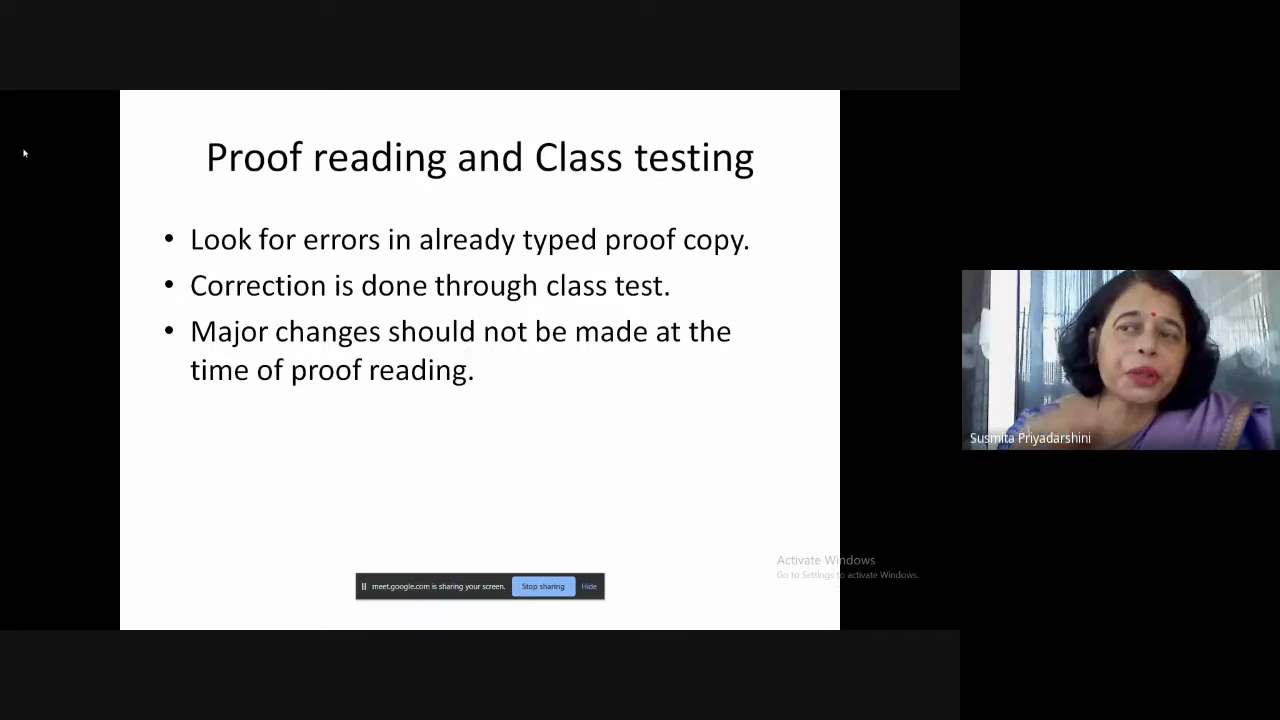 Proof reading and Class testing
• Look for errors in already typed proof copy.
• Correction is done through class test.
• Major changes should not be made at the
time of proof reading.
Susmita Priyadarshini
Activate Windows
Go to Settings to activate Windows.
meet.google.com is sharing your screen. Stop sharing Hide